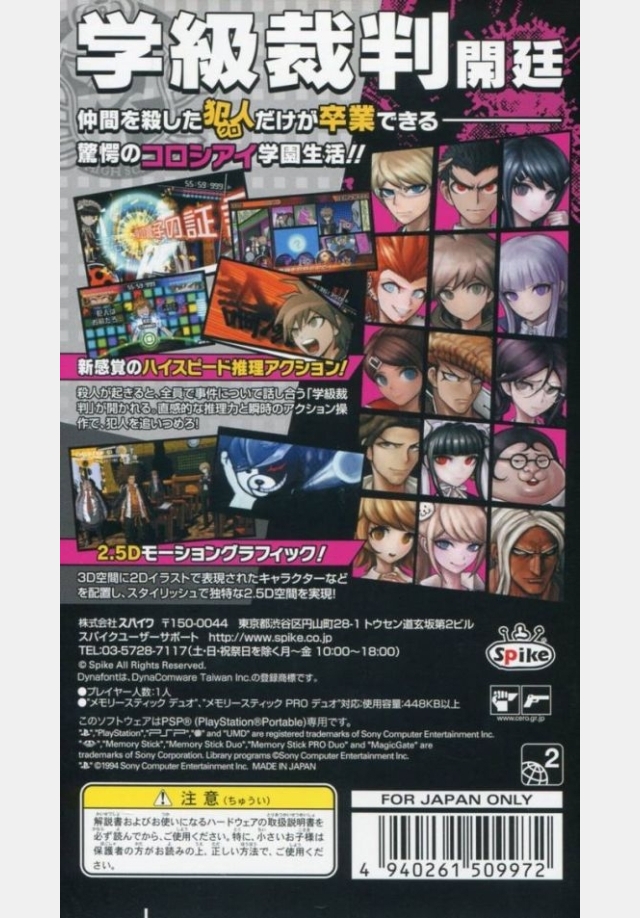 学級裁判開廷
仲間を殺した犯人だけが卒業できる
クロ
驚愕のコロシアイ学園生活!!
55:59:999
新感覚のハイスピード推理アクション!
殺人が起きると、全員で事件について話し合う「学級裁
判」が開かれる。直感的な推理力と瞬時のアクション操
作で、犯人を追いつめろ!
2.5Dモーショングラフィック!
3D空間に2Dイラストで表現されたキャラクターなど
を配置し、スタイリッシュで独特な2.5D空間を実現!
株式会社スパイク 〒150-0044 東京都渋谷区円山町28-1 トウセン道玄坂第2ビル
スパイクユーザーサポート http://www.spike.co.jp
TEL:03-5728-7117(土・日・祝祭日を除く月~金 10:00~18:00)
© Spike All Rights Reserved.
Dynafontは、DynaComware Taiwan Inc.の登録商標です。
●プレイヤー人数:1人
●"メモリースティック デュオ"、"メモリースティック PRO デュオ"対応:使用容量:448KB以上
Spike
www.cero.gr.jp
このソフトウェアはPSP® (PlayStation®Portable)専用です。
"PlayStation", "PSP", and "UMD" are registered trademarks of Sony Computer Entertainment Inc.
"Memory Stick", "Memory Stick Duo", "Memory Stick PRO Duo" and "MagicGate" are
trademarks of Sony Corporation. Library programs ©Sony Computer Entertainment Inc.
©1994 Sony Computer Entertainment Inc. MADE IN JAPAN
2
注意(ちゅうい)
解説書およびお使いになるハードウェアの取扱説明書を
必ず読んでから、ご使用ください。特に、小さいお子様は
保護者の方がお読みの上、正しい方法で、ご使用くだ
さい。
FOR JAPAN ONLY
4 940261 509972